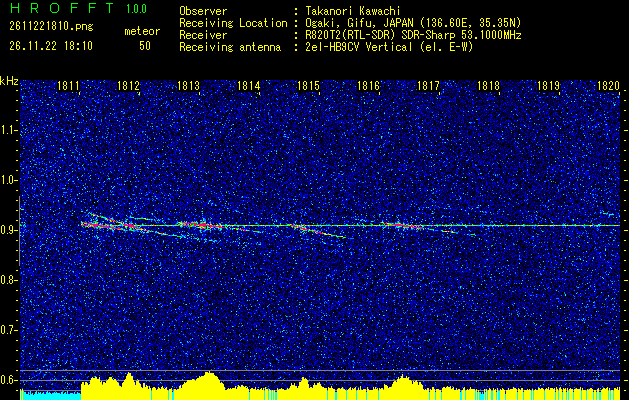 H R O F F T 1.0.0
2611221810.png
meteor
26.11.22 18:10 50
Observer : Takanori Kawachi
Receiving Location : Ogaki, Gifu, JAPAN (136.60E, 35.35N)
Receiver : R820T2(RTL-SDR) SDR-Sharp 53.1000MHz
Receiving antenna : 2el-HB9CV Vertical (el. E-W)
kHz 1811 1812 1813 1814 1815 1816 1817 1818 1819 1820
1.1
1.0
0.9
0.8
0.7
0.6